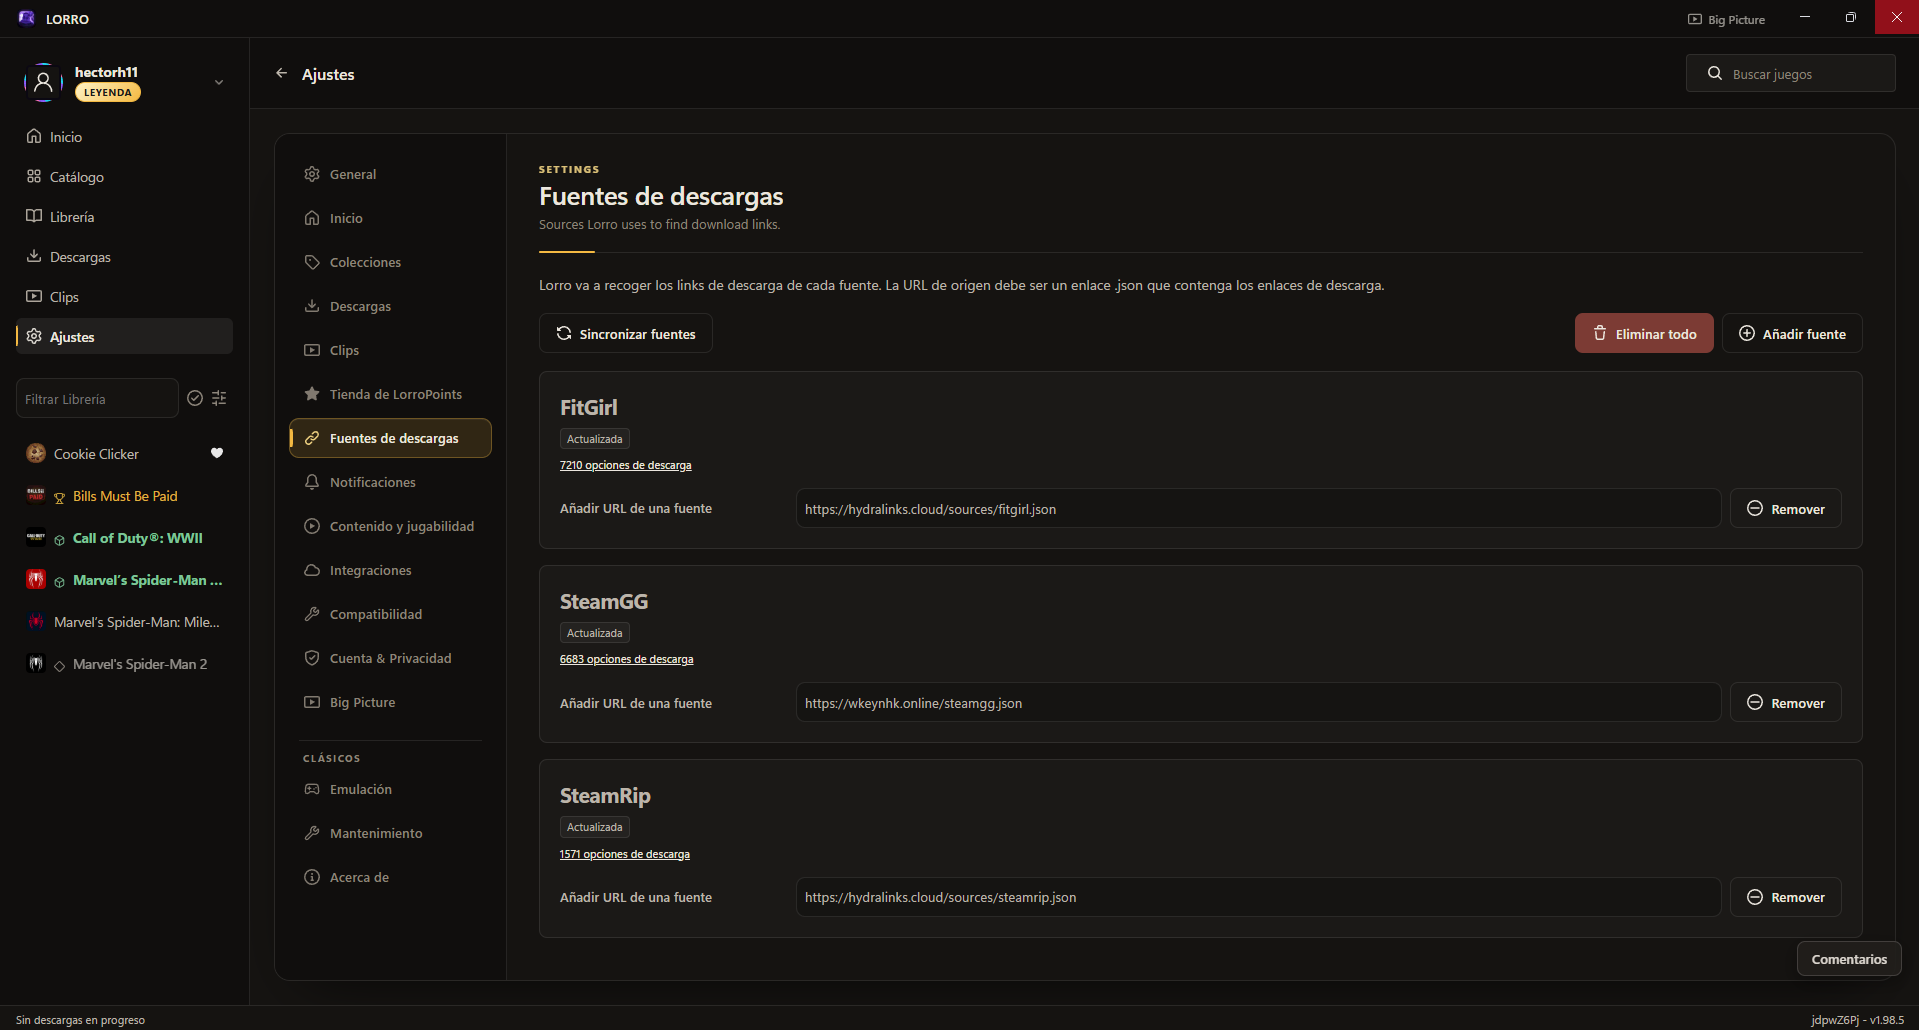 LORRO
Big Picture
hectorh11
LEYENDA
Inicio
Catálogo
Librería
Descargas
Clips
Ajustes
Filtrar Librería
Cookie Clicker
Bills Must Be Paid
Call of Duty®: WWII
Marvel's Spider-Man ...
Marvel's Spider-Man: Mile...
Marvel's Spider-Man 2
Ajustes
Buscar juegos
General
Inicio
Colecciones
Descargas
Clips
Tienda de LorroPoints
Fuentes de descargas
Notificaciones
Contenido y jugabilidad
Integraciones
Compatibilidad
Cuenta & Privacidad
Big Picture
CLÁSICOS
Emulación
Mantenimiento
Acerca de
SETTINGS
Fuentes de descargas
Sources Lorro uses to find download links.
Lorro va a recoger los links de descarga de cada fuente. La URL de origen debe ser un enlace .json que contenga los enlaces de descarga.
Sincronizar fuentes
Eliminar todo
Añadir fuente
FitGirl
Actualizada
7210 opciones de descarga
Añadir URL de una fuente
https://hydralinks.cloud/sources/fitgirl.json
Remover
SteamGG
Actualizada
6683 opciones de descarga
Añadir URL de una fuente
https://wkeynhk.online/steamgg.json
Remover
SteamRip
Actualizada
1571 opciones de descarga
Añadir URL de una fuente
https://hydralinks.cloud/sources/steamrip.json
Remover
Comentarios
Sin descargas en progreso
jdpwZ6Pj - v1.98.5